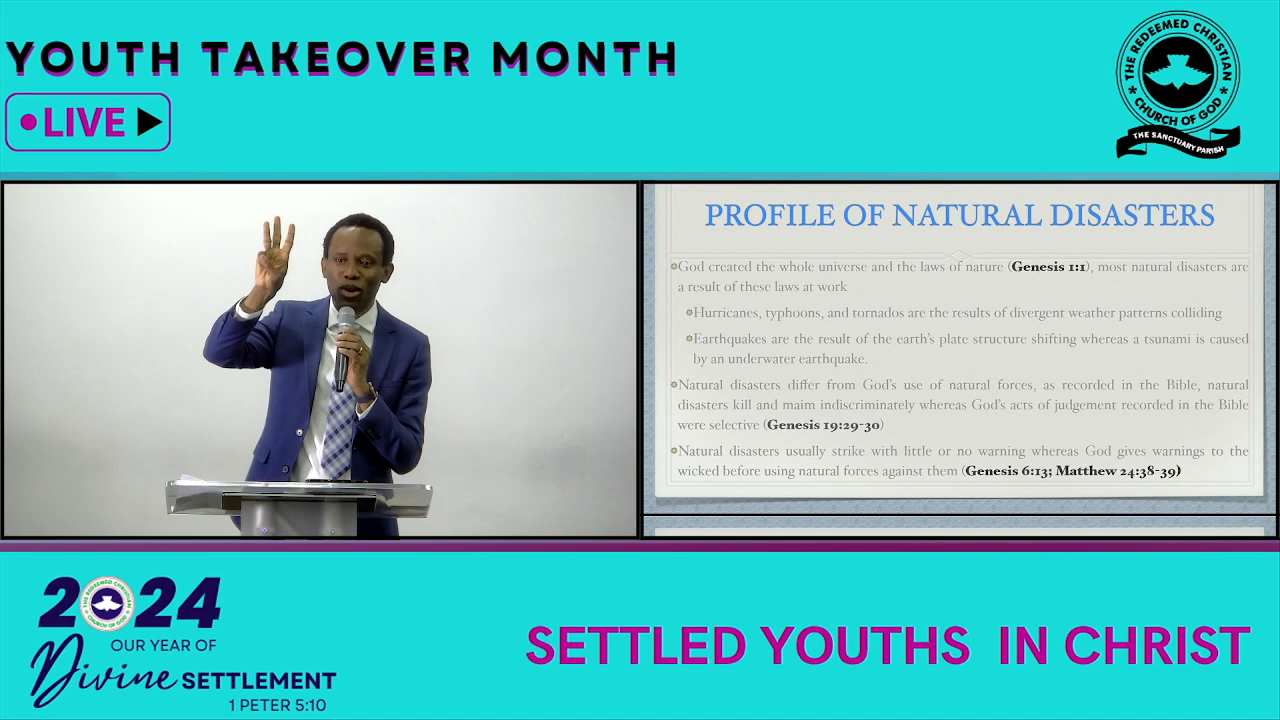 YOUTH TAKEOVER MONTH
LIVE
THE REDEEMED CHRISTIAN
CHURCH OF GOD
THE SANCTUARY PARISH
PROFILE OF NATURAL DISASTERS
God created the whole universe and the laws of nature (Genesis 1:1), most natural disasters are
a result of these laws at work
Hurricanes, typhoons, and tornados are the results of divergent weather patterns colliding
Earthquakes are the result of the earth's plate structure shifting whereas a tsunami is caused
by an underwater earthquake.
Natural disasters differ from God's use of natural forces, as recorded in the Bible, natural
disasters kill and maim indiscriminately whereas God's acts of judgement recorded in the Bible
were selective (Genesis 19:29-30)
Natural disasters usually strike with little or no warning whereas God gives warnings to the
wicked before using natural forces against them (Genesis 6:13; Matthew 24:38-39)
2024
THE REDEEMED CHRISTIAN
CHURCH OF GOD
OUR YEAR OF
Divine SETTLEMENT
1 PETER 5:10
SETTLED YOUTHS IN CHRIST